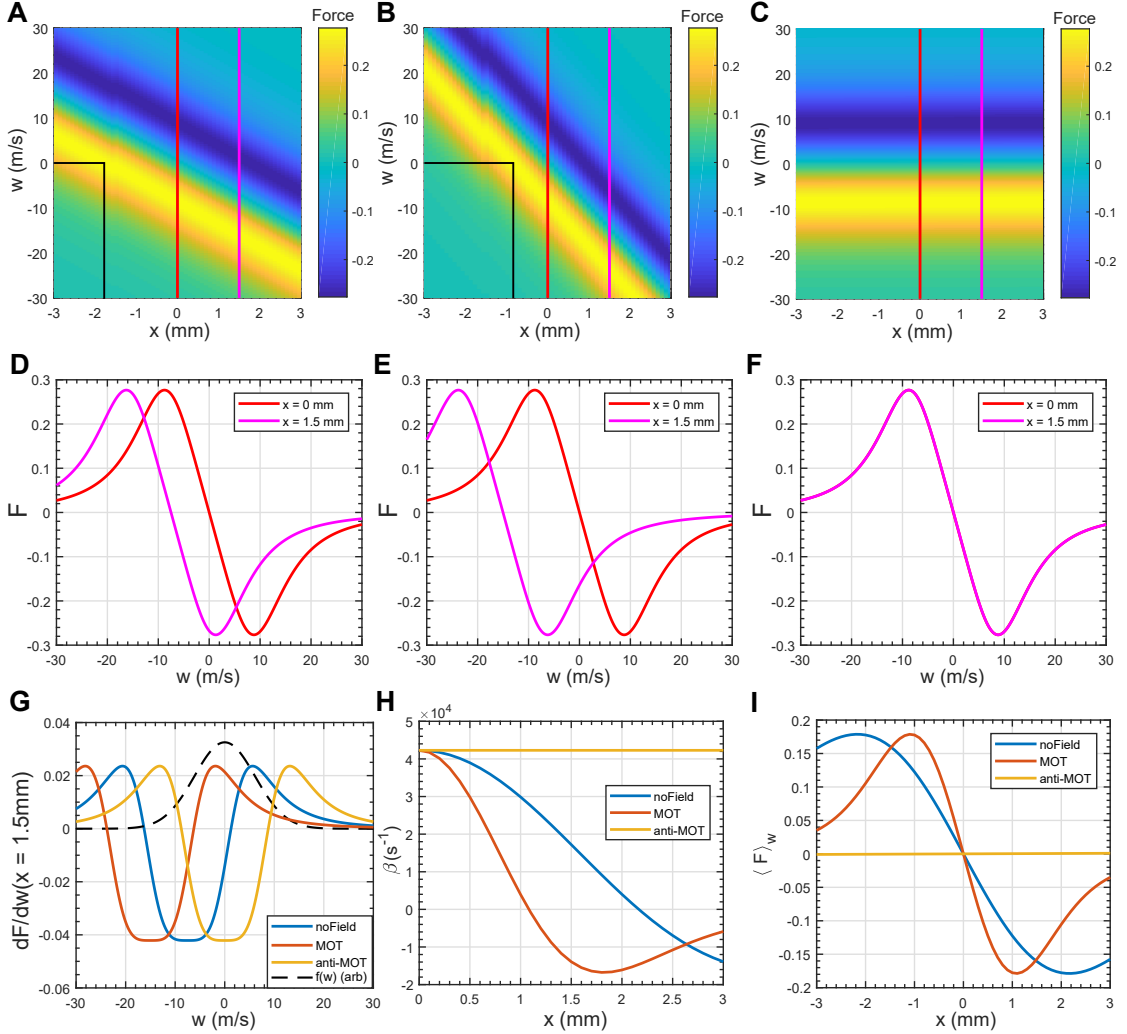 A
B
C
Force
Force
Force
30
20
10
0
-10
-20
-30
w (m/s)
-3 -2 -1 0 1 2 3
x (mm)
0.2
0.1
0
-0.1
-0.2
30
20
10
0
-10
-20
-30
w (m/s)
-3 -2 -1 0 1 2 3
x (mm)
0.2
0.1
0
-0.1
-0.2
30
20
10
0
-10
-20
-30
w (m/s)
-3 -2 -1 0 1 2 3
x (mm)
0.2
0.1
0
-0.1
-0.2
D
0.3
0.2
0.1
0
-0.1
-0.2
-0.3
F
-30 -20 -10 0 10 20 30
w (m/s)
x = 0 mm
x = 1.5 mm
E
0.3
0.2
0.1
0
-0.1
-0.2
-0.3
F
-30 -20 -10 0 10 20 30
w (m/s)
x = 0 mm
x = 1.5 mm
F
0.3
0.2
0.1
0
-0.1
-0.2
-0.3
F
-30 -20 -10 0 10 20 30
w (m/s)
x = 0 mm
x = 1.5 mm
G
0.04
0.02
0
-0.02
-0.04
-0.06
dF/dw(x = 1.5mm)
-30 -20 -10 0 10 20 30
w (m/s)
noField
MOT
anti-MOT
f(w) (arb)
H
× 10⁴
5
4
3
2
1
0
-1
-2
β(s⁻¹)
0 0.5 1 1.5 2 2.5 3
x (mm)
noField
MOT
anti-MOT
I
0.2
0.15
0.1
0.05
0
-0.05
-0.1
-0.15
-0.2
⟨ F⟩w
-3 -2 -1 0 1 2 3
x (mm)
noField
MOT
anti-MOT